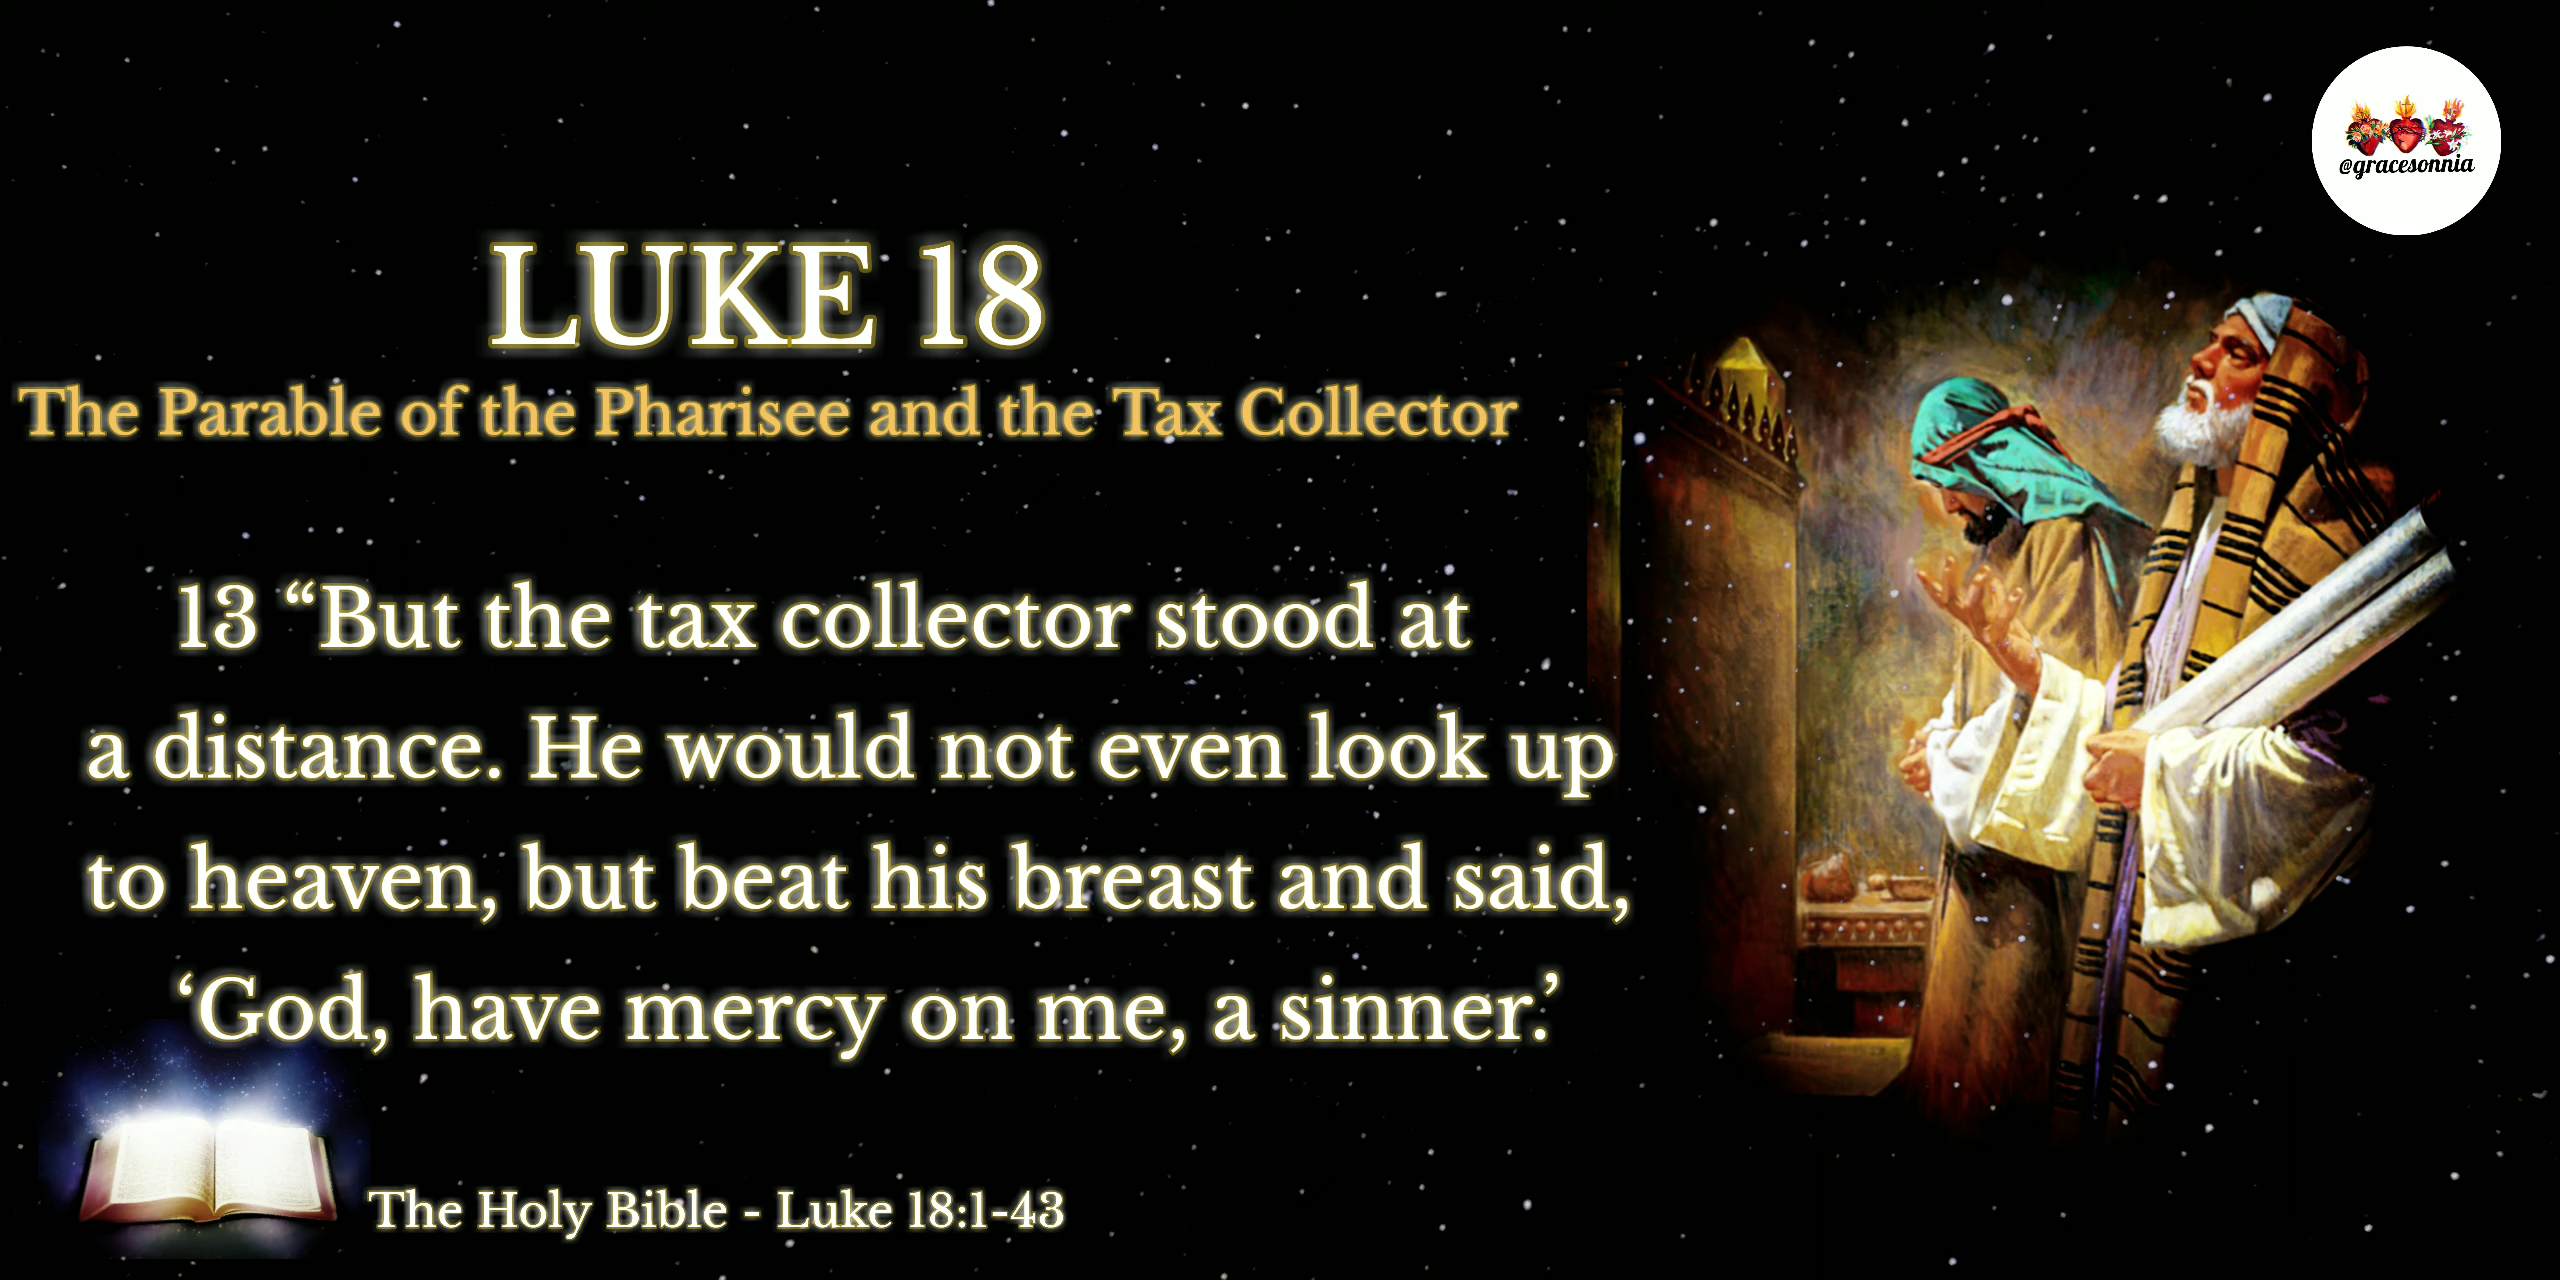 @gracesonnia
LUKE 18
The Parable of the Pharisee and the Tax Collector
13 “But the tax collector stood at
a distance. He would not even look up
to heaven, but beat his breast and said,
‘God, have mercy on me, a sinner.’
The Holy Bible - Luke 18:1-43